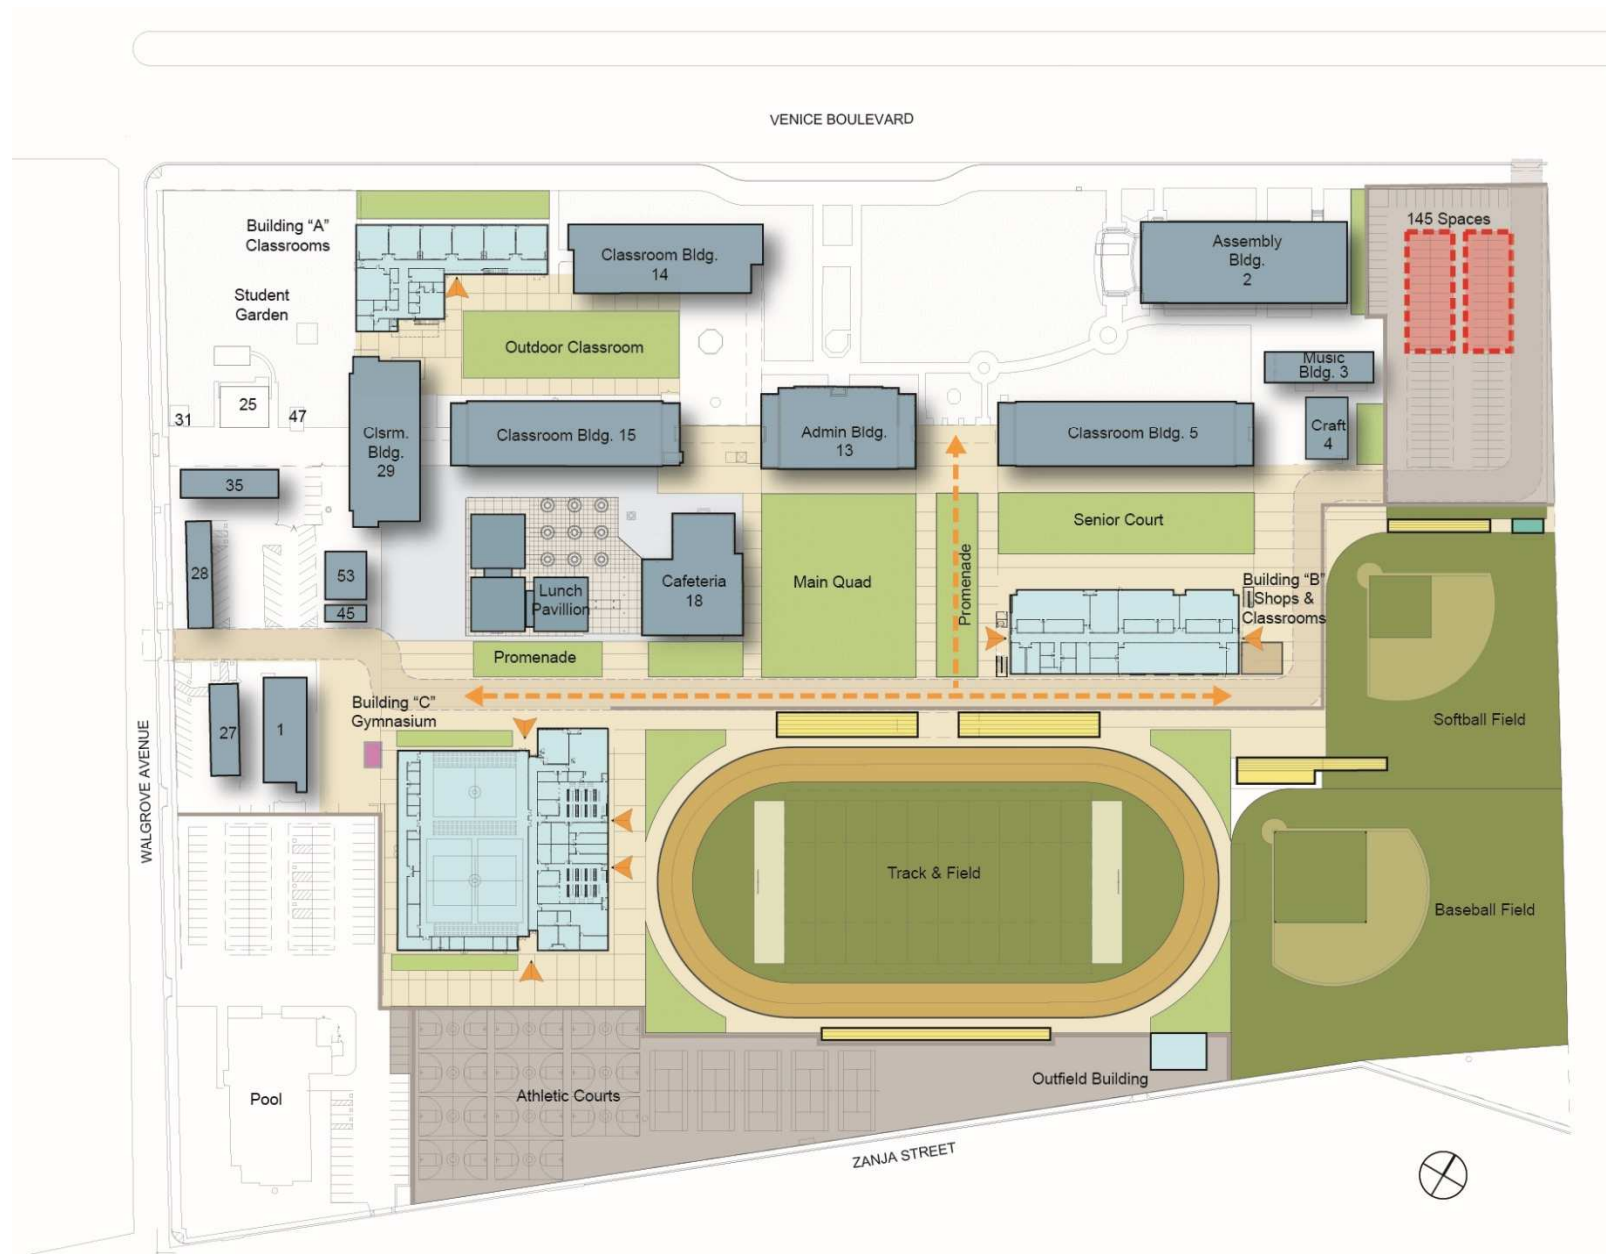 VENICE BOULEVARD
Building "A"
Classrooms
Classroom Bldg.
14
Assembly
Bldg.
2
145 Spaces
Student
Garden
Outdoor Classroom
Music
Bldg. 3
31
25
47
Clsrm.
Bldg.
29
Classroom Bldg. 15
Admin Bldg.
13
Classroom Bldg. 5
Craft
4
35
28
53
45
Lunch
Pavillion
Cafeteria
18
Main Quad
Promenade
Senior Court
Building "B"
Shops &
Classrooms
Promenade
Building "C"
Gymnasium
27
1
WALGROVE AVENUE
Softball Field
Track & Field
Baseball Field
Pool
Athletic Courts
Outfield Building
ZANJA STREET